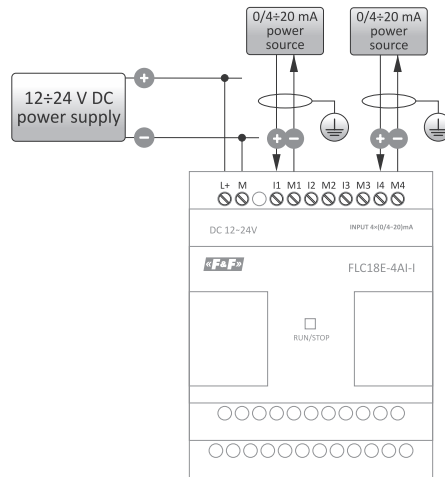 0/4÷20 mA
power
source
0/4÷20 mA
power
source
12÷24 V DC
power supply
+
−
+ − + −
L+ M I1 M1 I2 M2 I3 M3 I4 M4
DC 12~24V
INPUT 4×(0/4~20)mA
«F&F»
FLC18E-4AI-I
RUN/STOP